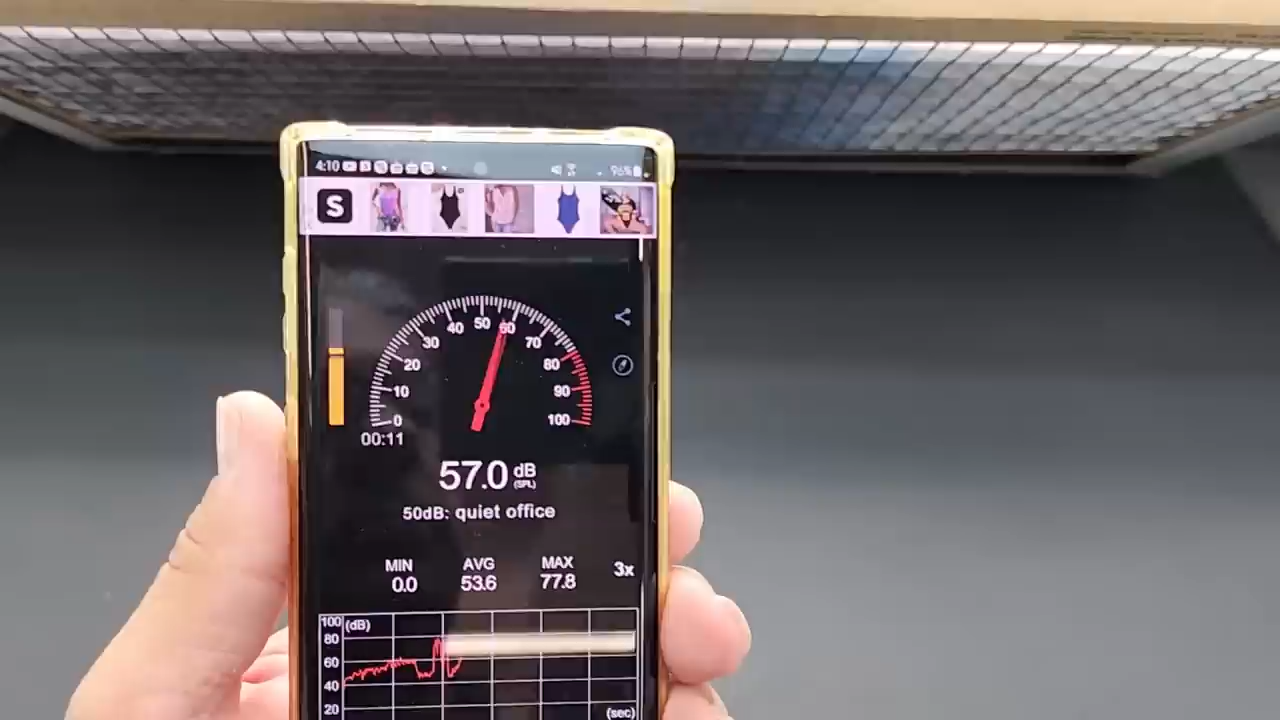 4:10
96%
S
0
10
20
30
40
50
60
70
80
90
100
00:11
57.0 dB
(SPL)
50dB: quiet office
MIN AVG MAX
0.0 53.6 77.8
3x
100 (dB)
80
60
40
20
(sec)